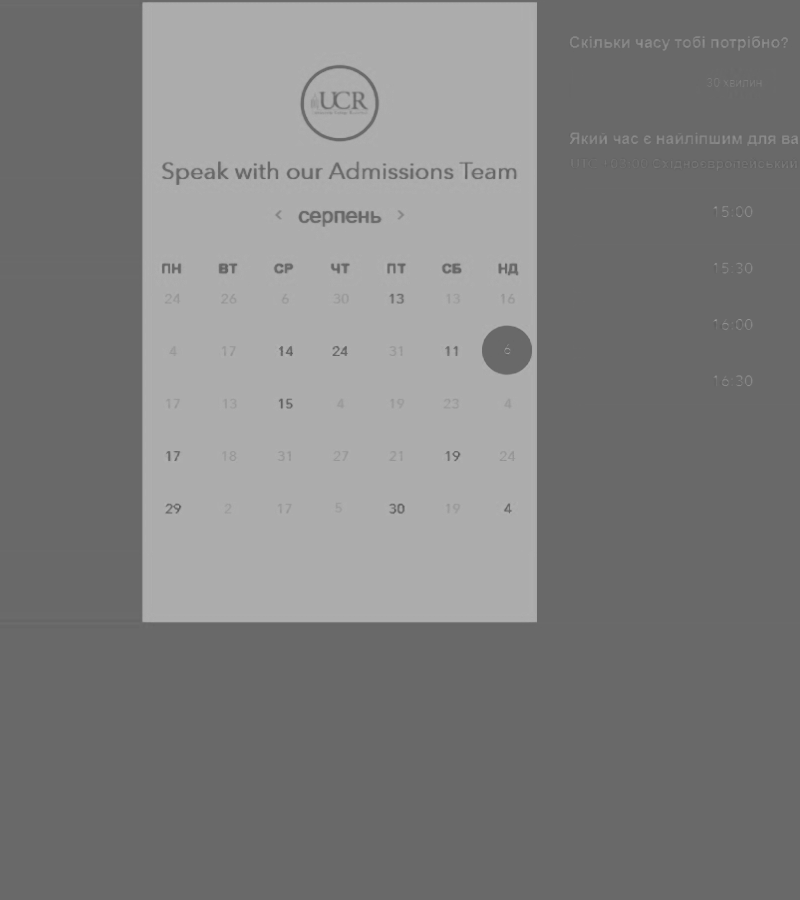 UCR
Speak with our Admissions Team
серпень
ПН ВТ СР ЧТ ПТ СБ НД
24 26 6 30 13 13 16
4 17 14 24 31 11 6
17 13 15 4 19 23 4
17 18 31 27 21 19 24
29 2 17 5 30 19 4
Скільки часу тобі потрібно?
30 хвилин
Який час є найліпшим для ва
Східноєвропейський
15:00
15:30
16:00
16:30